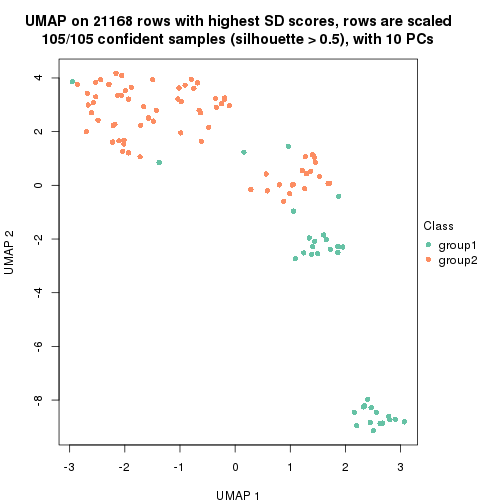 UMAP on 21168 rows with highest SD scores, rows are scaled
105/105 confident samples (silhouette > 0.5), with 10 PCs
4
2
0
-2
-4
-6
-8
UMAP 2
-3 -2 -1 0 1 2 3
UMAP 1
Class
group1
group2